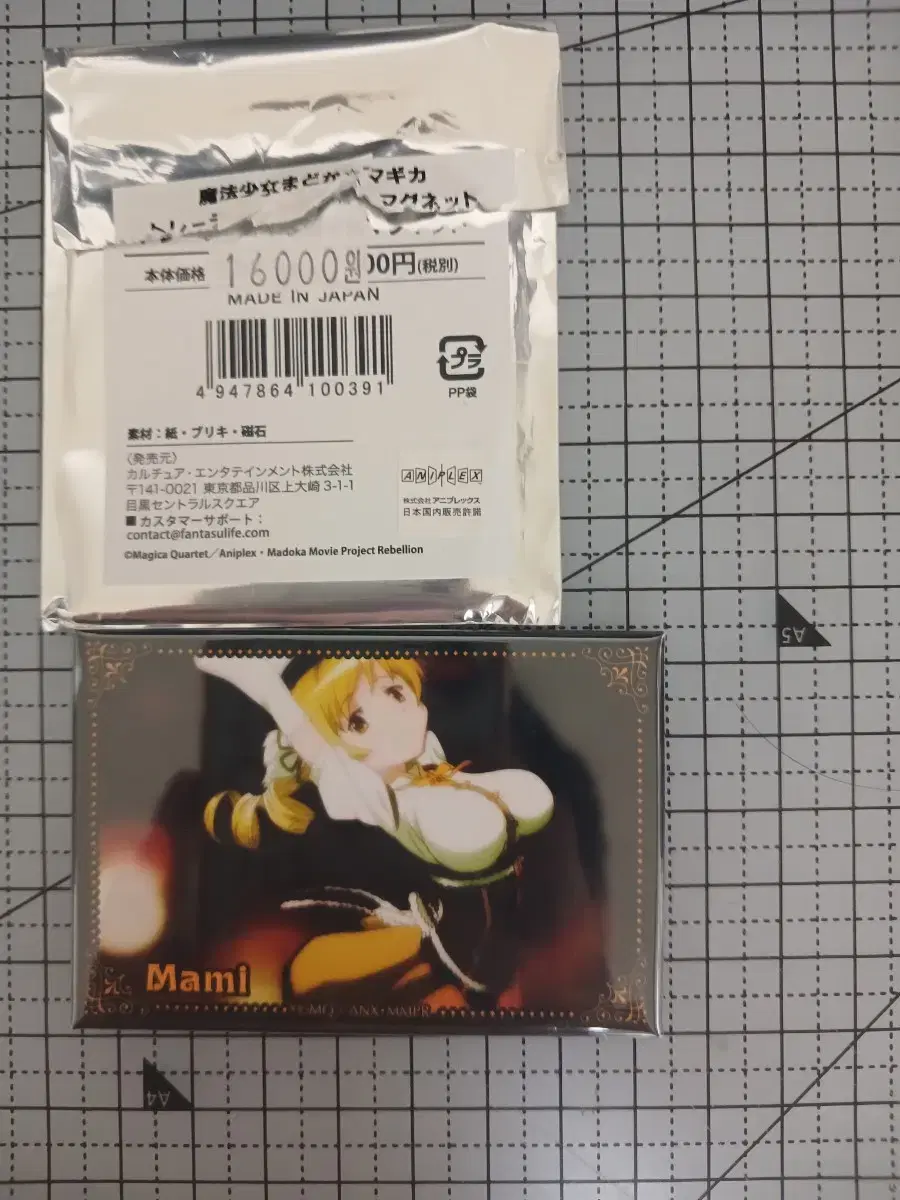 魔法少女まどか☆マギカ
マグネット
本体価格
16000원
00円(税別)
MADE IN JAPAN
4 947864 100391
プラ
PP袋
素材:紙・ブリキ・磁石
〈発売元〉
カルチュア・エンタテインメント株式会社
〒141-0021 東京都品川区上大崎 3-1-1
目黒セントラルスクエア
■カスタマーサポート:
contact@fantasulife.com
ANIPLEX
株式会社 アニプレックス
日本国内販売許諾
©Magica Quartet／Aniplex・Madoka Movie Project Rebellion
A5
Mami
©MQ・ANX・MMPR
A4